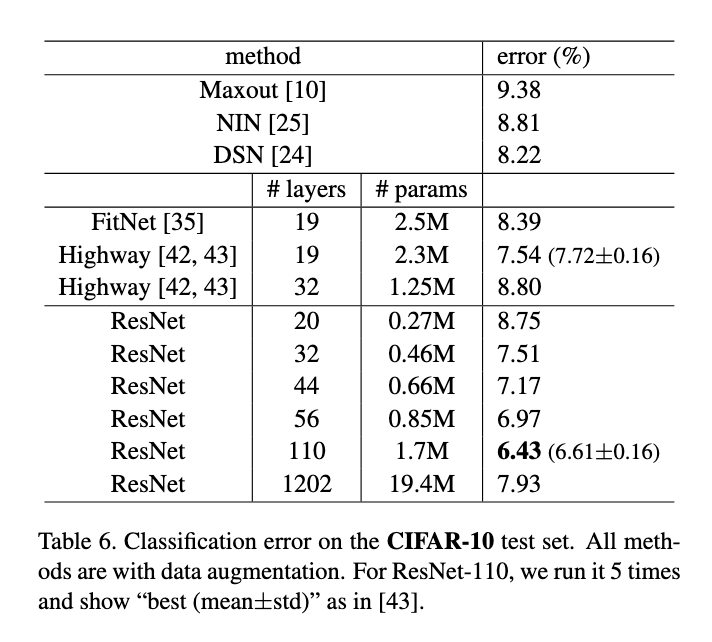 method error (%)
Maxout [10] 9.38
NIN [25] 8.81
DSN [24] 8.22
# layers # params
FitNet [35] 19 2.5M 8.39
Highway [42, 43] 19 2.3M 7.54 (7.72±0.16)
Highway [42, 43] 32 1.25M 8.80
ResNet 20 0.27M 8.75
ResNet 32 0.46M 7.51
ResNet 44 0.66M 7.17
ResNet 56 0.85M 6.97
ResNet 110 1.7M 6.43 (6.61±0.16)
ResNet 1202 19.4M 7.93
Table 6. Classification error on the CIFAR-10 test set. All meth-
ods are with data augmentation. For ResNet-110, we run it 5 times
and show “best (mean±std)” as in [43].